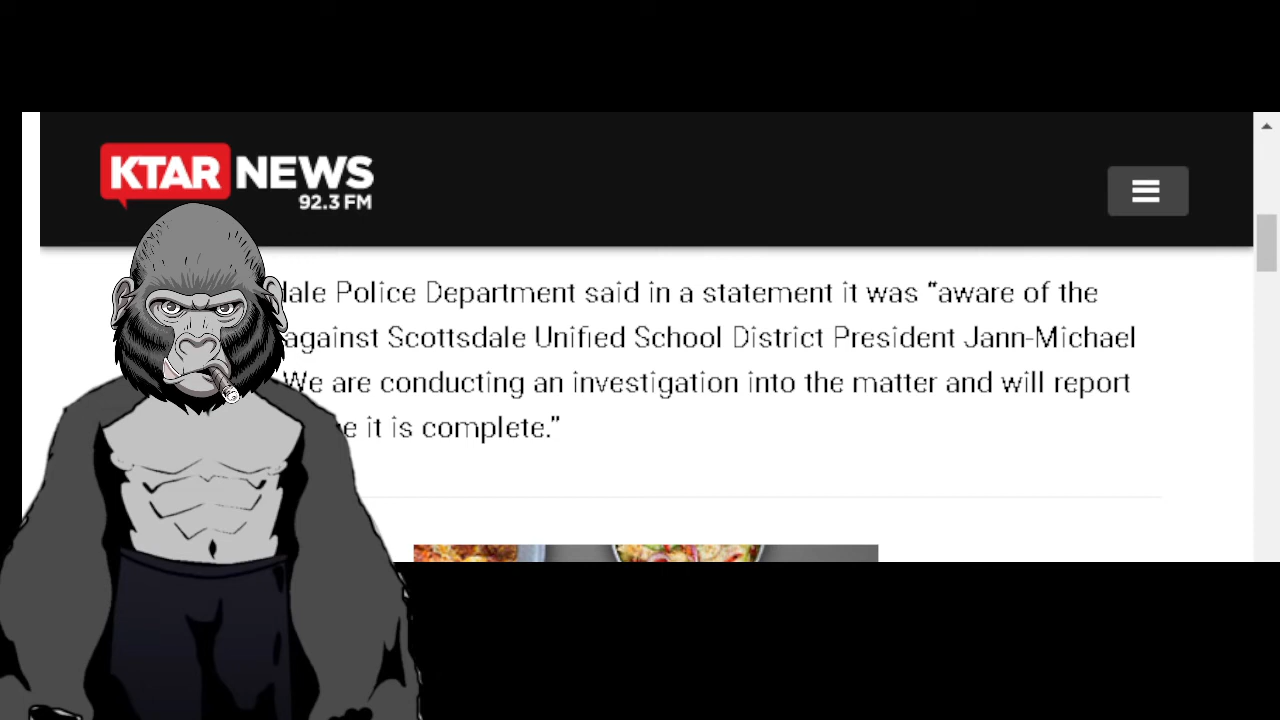 KTAR NEWS
92.3 FM
Police Department said in a statement it was “aware of the
against Scottsdale Unified School District President Jann-Michael
We are conducting an investigation into the matter and will report
it is complete.”